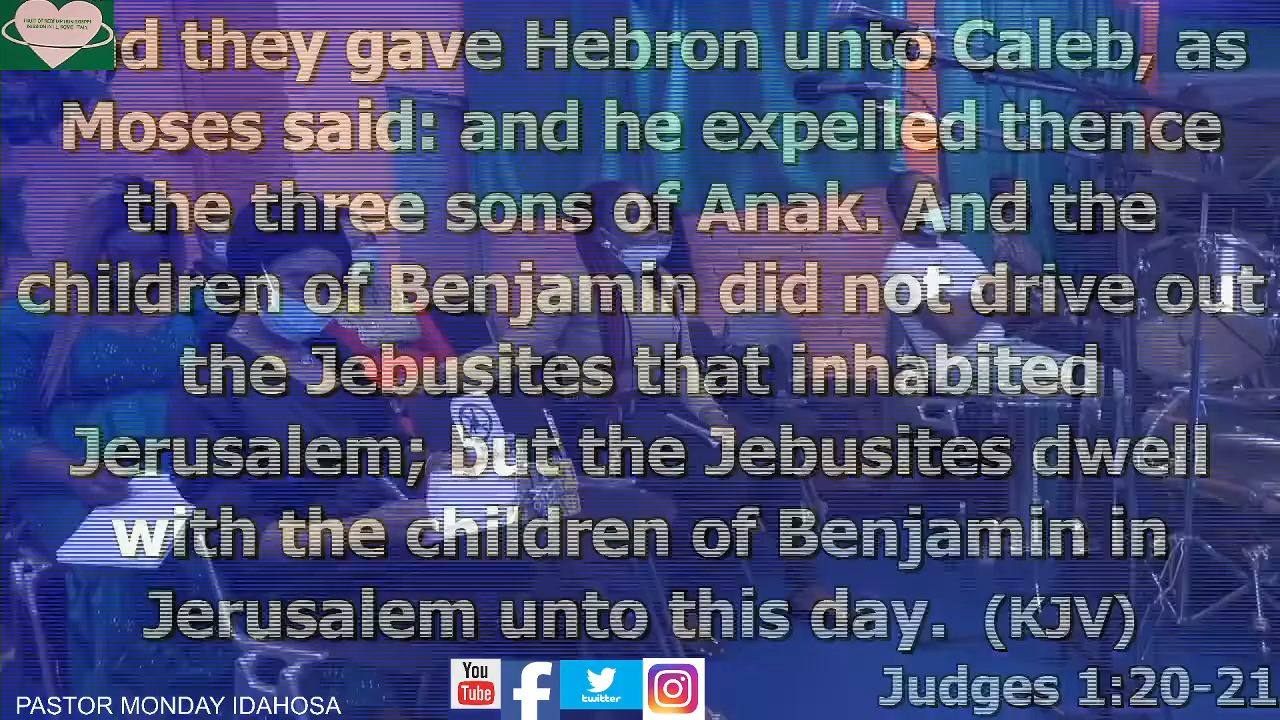 d they gave Hebron unto Caleb, as
Moses said: and he expelled thence
the three sons of Anak. And the
children of Benjamin did not drive out
the Jebusites that inhabited
Jerusalem; but the Jebusites dwell
with the children of Benjamin in
Jerusalem unto this day. (KJV)
Judges 1:20-21
You
Tube
twitter
PASTOR MONDAY IDAHOSA